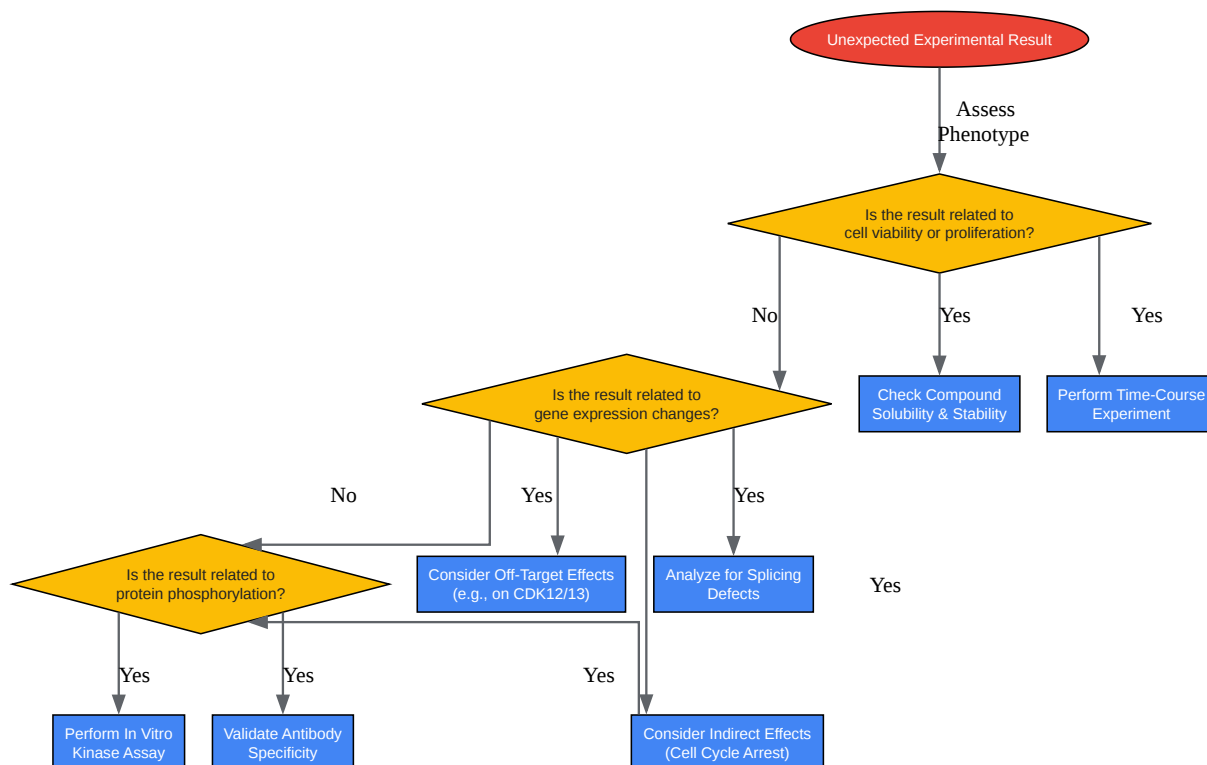 Unexpected Experimental Result
Assess
Phenotype
Is the result related to
cell viability or proliferation?
No
Yes
Yes
Is the result related to
gene expression changes?
Check Compound
Solubility & Stability
Perform Time-Course
Experiment
No
Yes
Yes
Is the result related to
protein phosphorylation?
Consider Off-Target Effects
(e.g., on CDK12/13)
Analyze for Splicing
Defects
Yes
Yes
Yes
Yes
Perform In Vitro
Kinase Assay
Validate Antibody
Specificity
Consider Indirect Effects
(Cell Cycle Arrest)